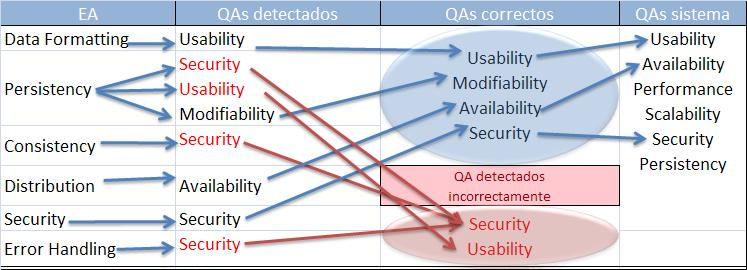 EA QAs detectados QAs correctos QAs sistema
Data Formatting Usability Usability Usability
Persistency Security Modifiability Availability
Usability Availability Performance
Modifiability Security Scalability
Consistency Security Security
Persistency
Distribution Availability QA detectados
incorrectamente
Security Security Security
Error Handling Security Usability